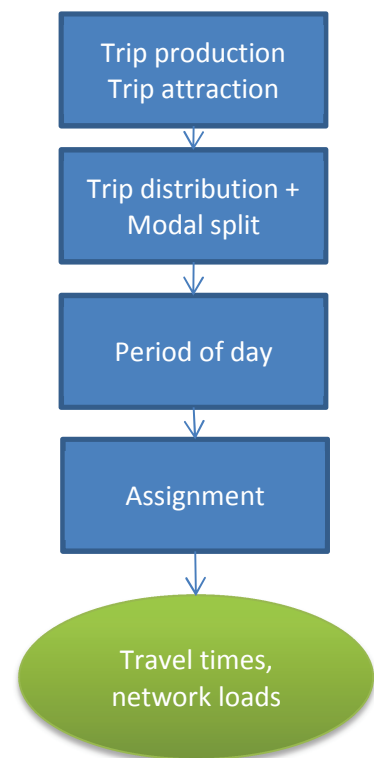 Trip production
Trip attraction
Trip distribution +
Modal split
Period of day
Assignment
Travel times,
network loads